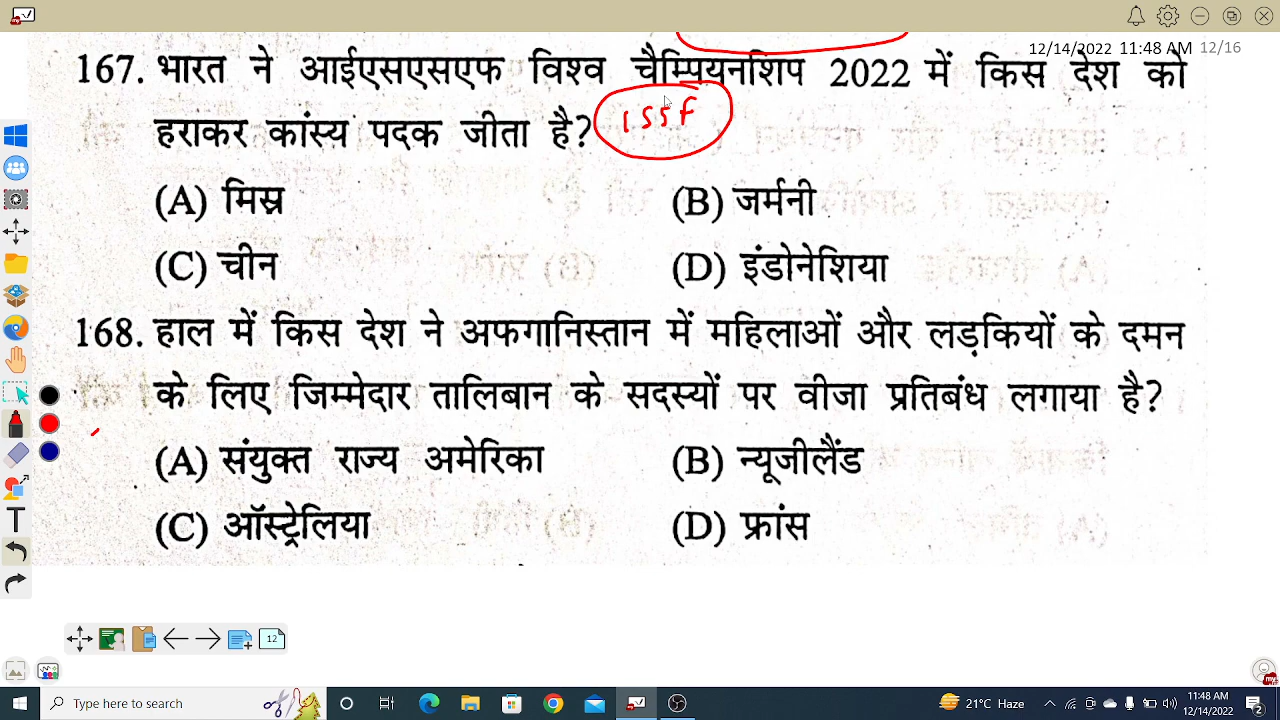 12/14/2022 11:48 AM 12/16
167. भारत ने आईएसएसएफ विश्व चैम्पियनशिप 2022 में किस देश को
हराकर कांस्य पदक जीता है?
ISSF
(A) मिस्र (B) जर्मनी
(C) चीन (D) इंडोनेशिया
168. हाल में किस देश ने अफगानिस्तान में महिलाओं और लड़कियों के दमन
के लिए जिम्मेदार तालिबान के सदस्यों पर वीजा प्रतिबंध लगाया है?
(A) संयुक्त राज्य अमेरिका (B) न्यूजीलैंड
(C) ऑस्ट्रेलिया (D) फ्रांस
T
12
Type here to search
21°C Haze
11:48 AM
12/14/2022
2